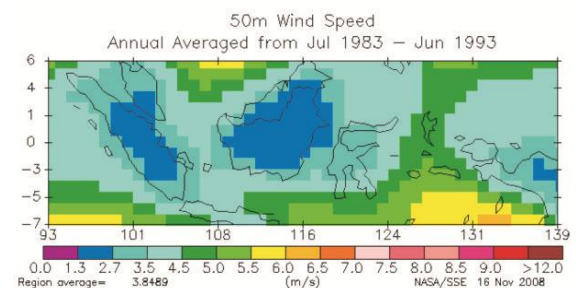 50m Wind Speed
Annual Averaged from Jul 1983 – Jun 1993
6
4
1
0
−3
−5
−7
93 101 108 116 124 131 139
0.0 1.3 2.7 3.5 4.5 5.0 5.5 6.0 6.5 7.0 7.5 8.0 8.5 9.0 >12.0
Region average= 3.8489 (m/s) NASA/SSE 16 Nov 2008